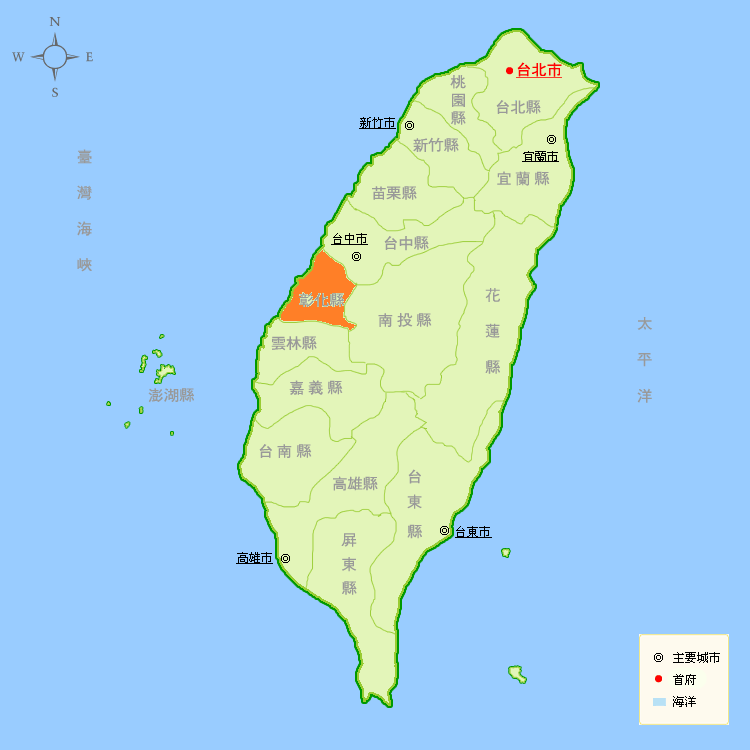 N
W E
S
台北市
桃園縣
台北縣
新竹市
新竹縣
宜蘭市
宜蘭縣
臺灣海峽
苗栗縣
台中市
台中縣
彰化縣
花蓮縣
南投縣
太平洋
雲林縣
嘉義縣
澎湖縣
台南縣
高雄縣
台東縣
台東市
屏東縣
高雄市
主要城市
首府
海洋